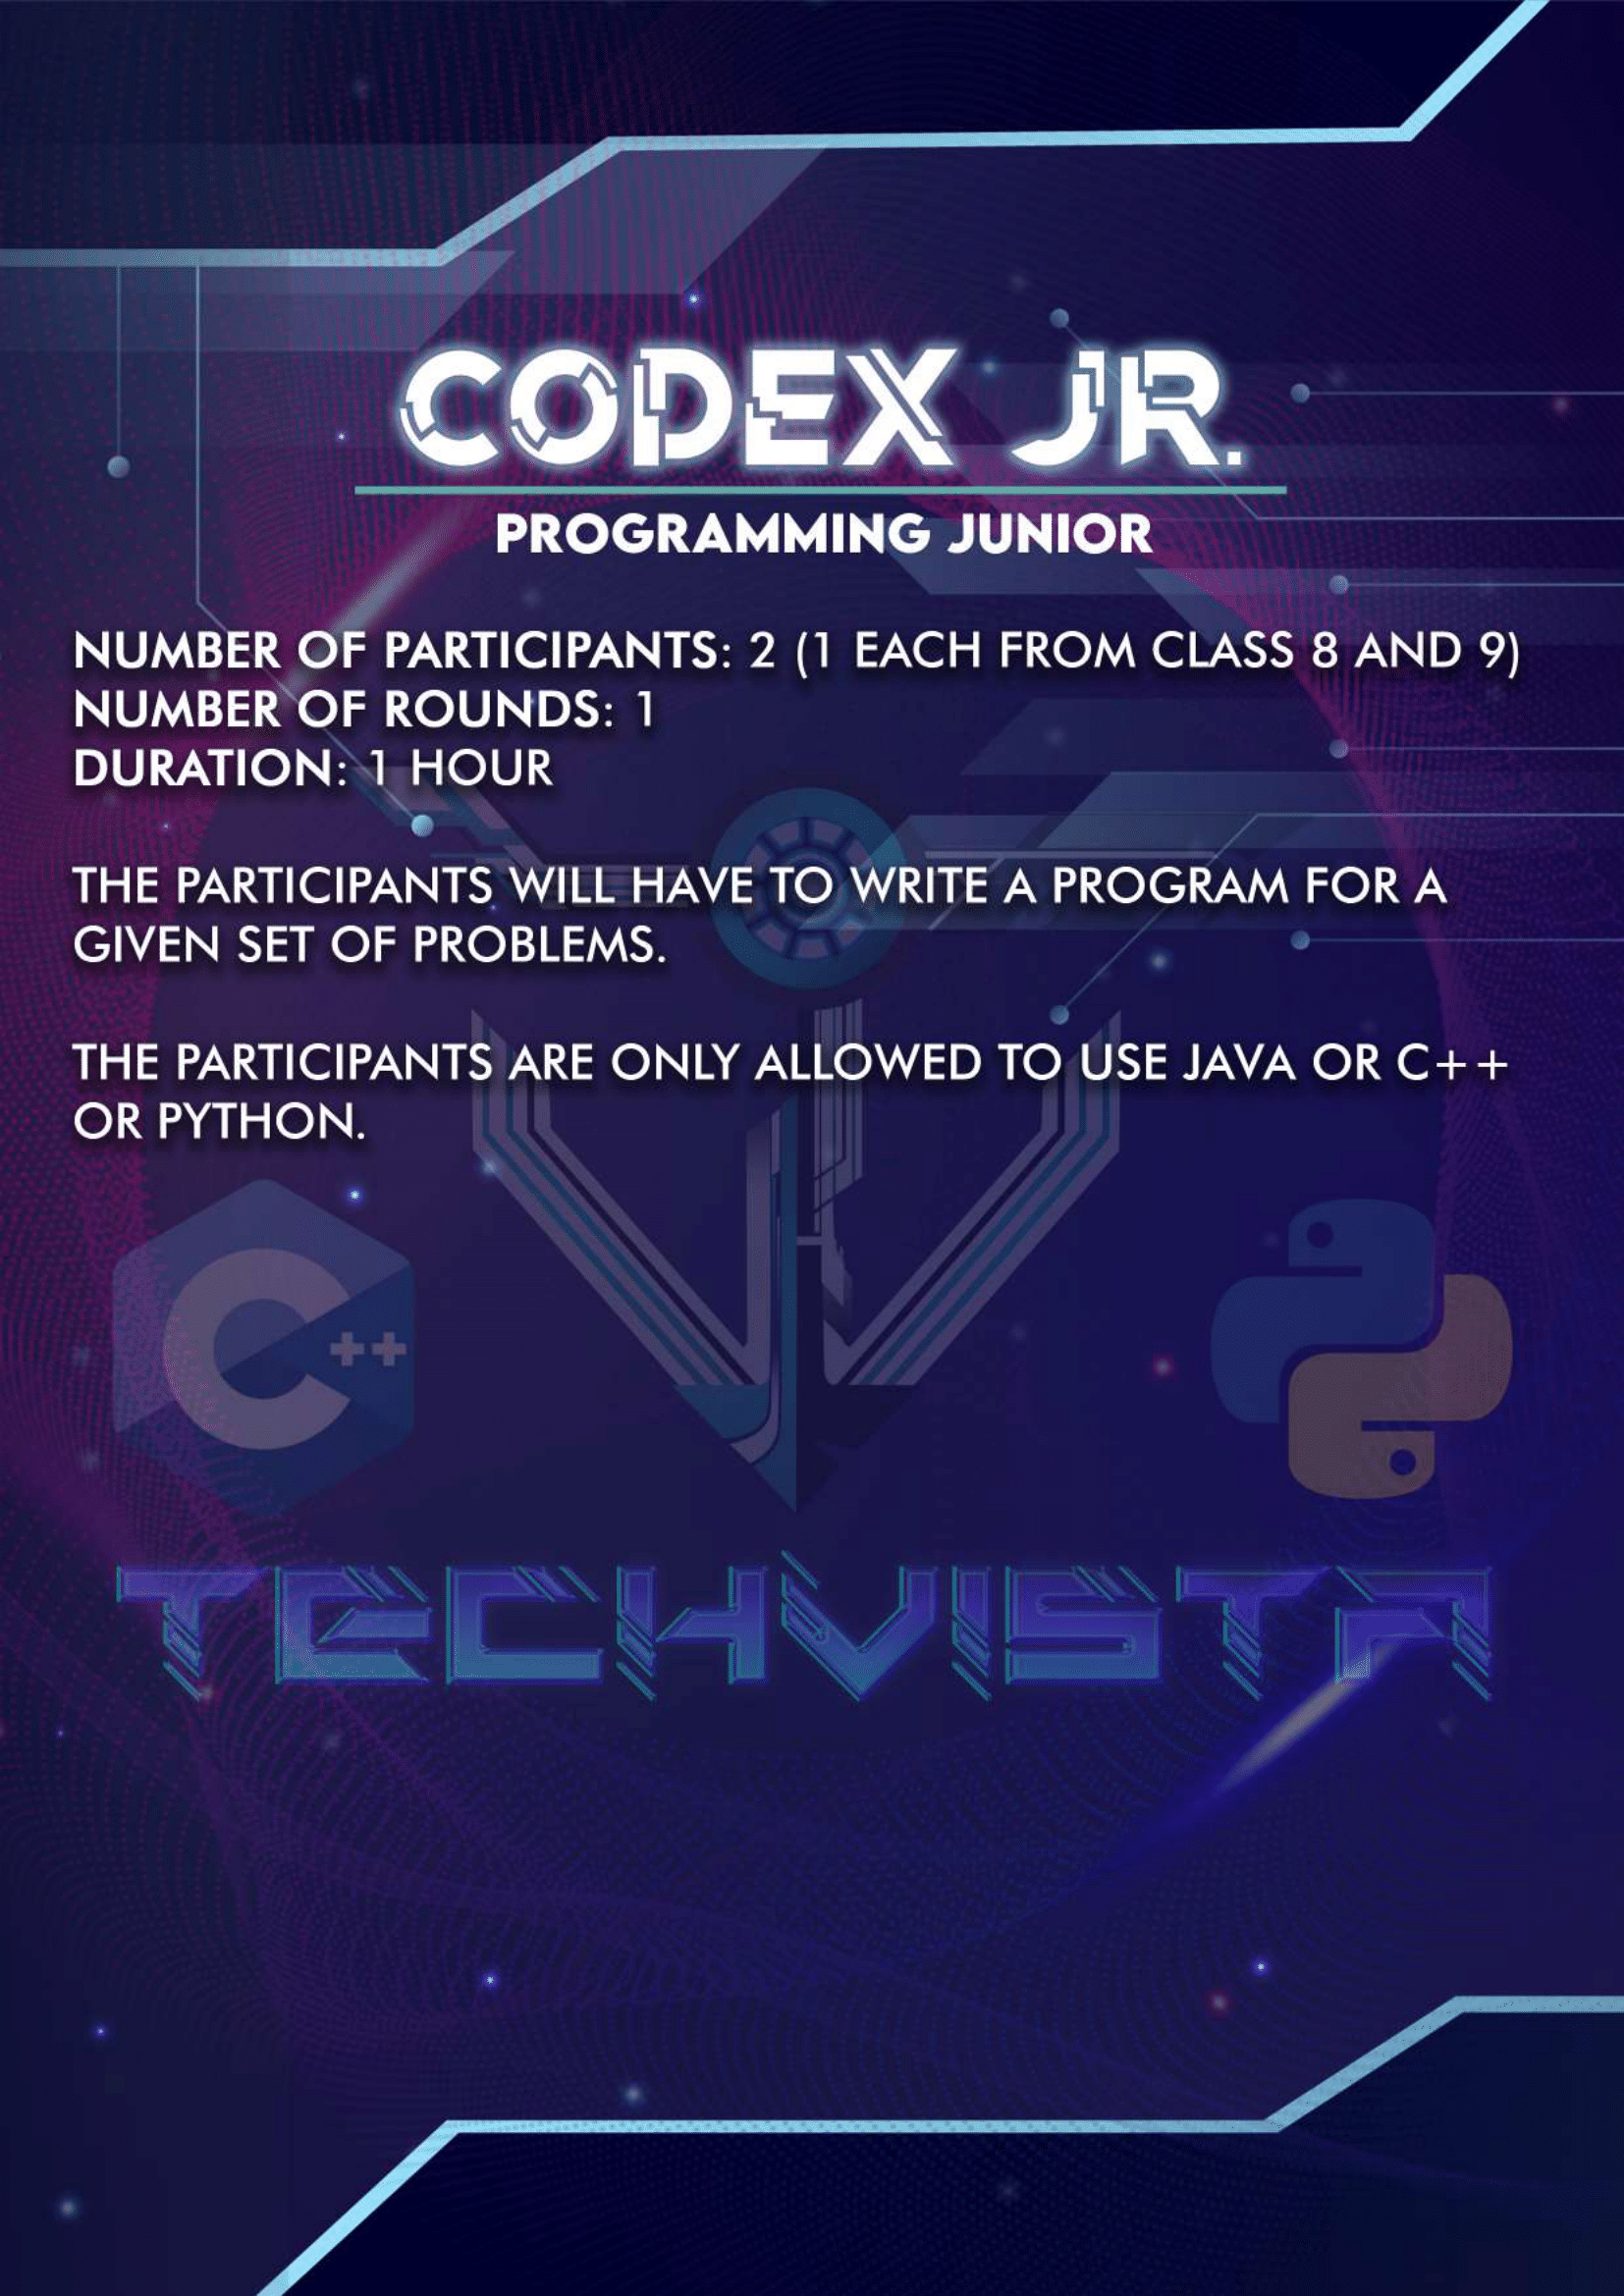 CODEX JR.
PROGRAMMING JUNIOR
NUMBER OF PARTICIPANTS: 2 (1 EACH FROM CLASS 8 AND 9)
NUMBER OF ROUNDS: 1
DURATION: 1 HOUR
THE PARTICIPANTS WILL HAVE TO WRITE A PROGRAM FOR A
GIVEN SET OF PROBLEMS.
THE PARTICIPANTS ARE ONLY ALLOWED TO USE JAVA OR C++
OR PYTHON.
C++
TECHVISTA